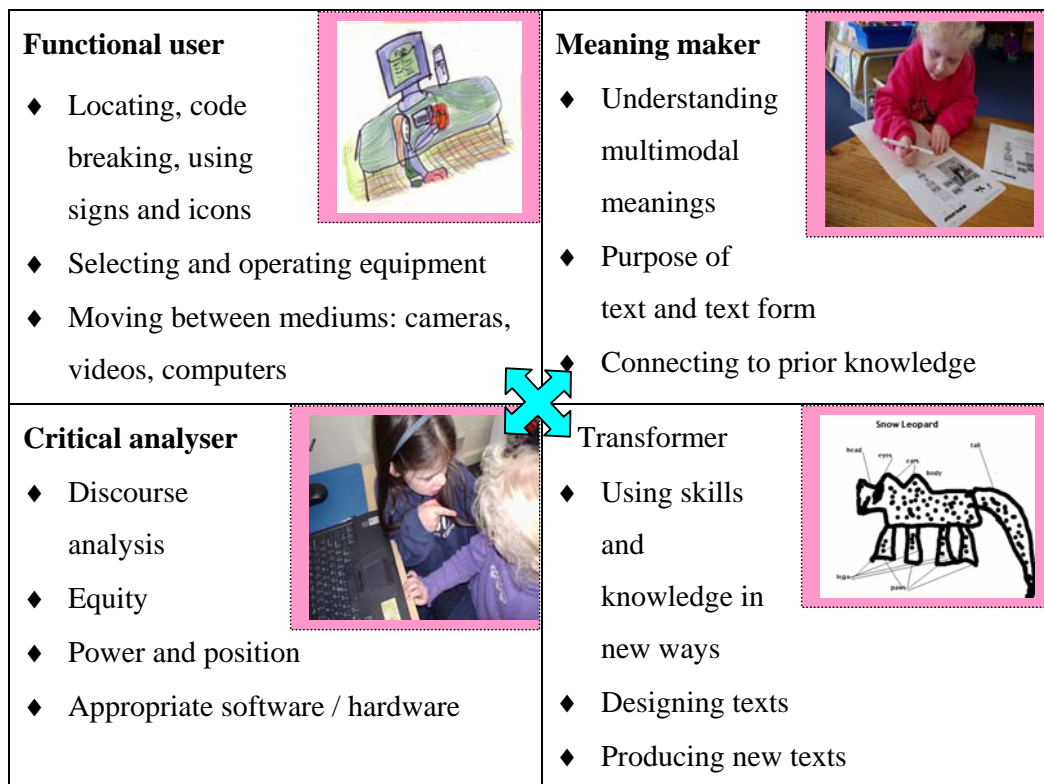 Functional user
♦ Locating, code
breaking, using
signs and icons
♦ Selecting and operating equipment
♦ Moving between mediums: cameras,
videos, computers
Meaning maker
♦ Understanding
multimodal
meanings
♦ Purpose of
text and text form
♦ Connecting to prior knowledge
Critical analyser
♦ Discourse
analysis
♦ Equity
♦ Power and position
♦ Appropriate software / hardware
Transformer
♦ Using skills
and
knowledge in
new ways
♦ Designing texts
♦ Producing new texts
Snow Leopard
head
eyes
ears
body
tail
legs
paws